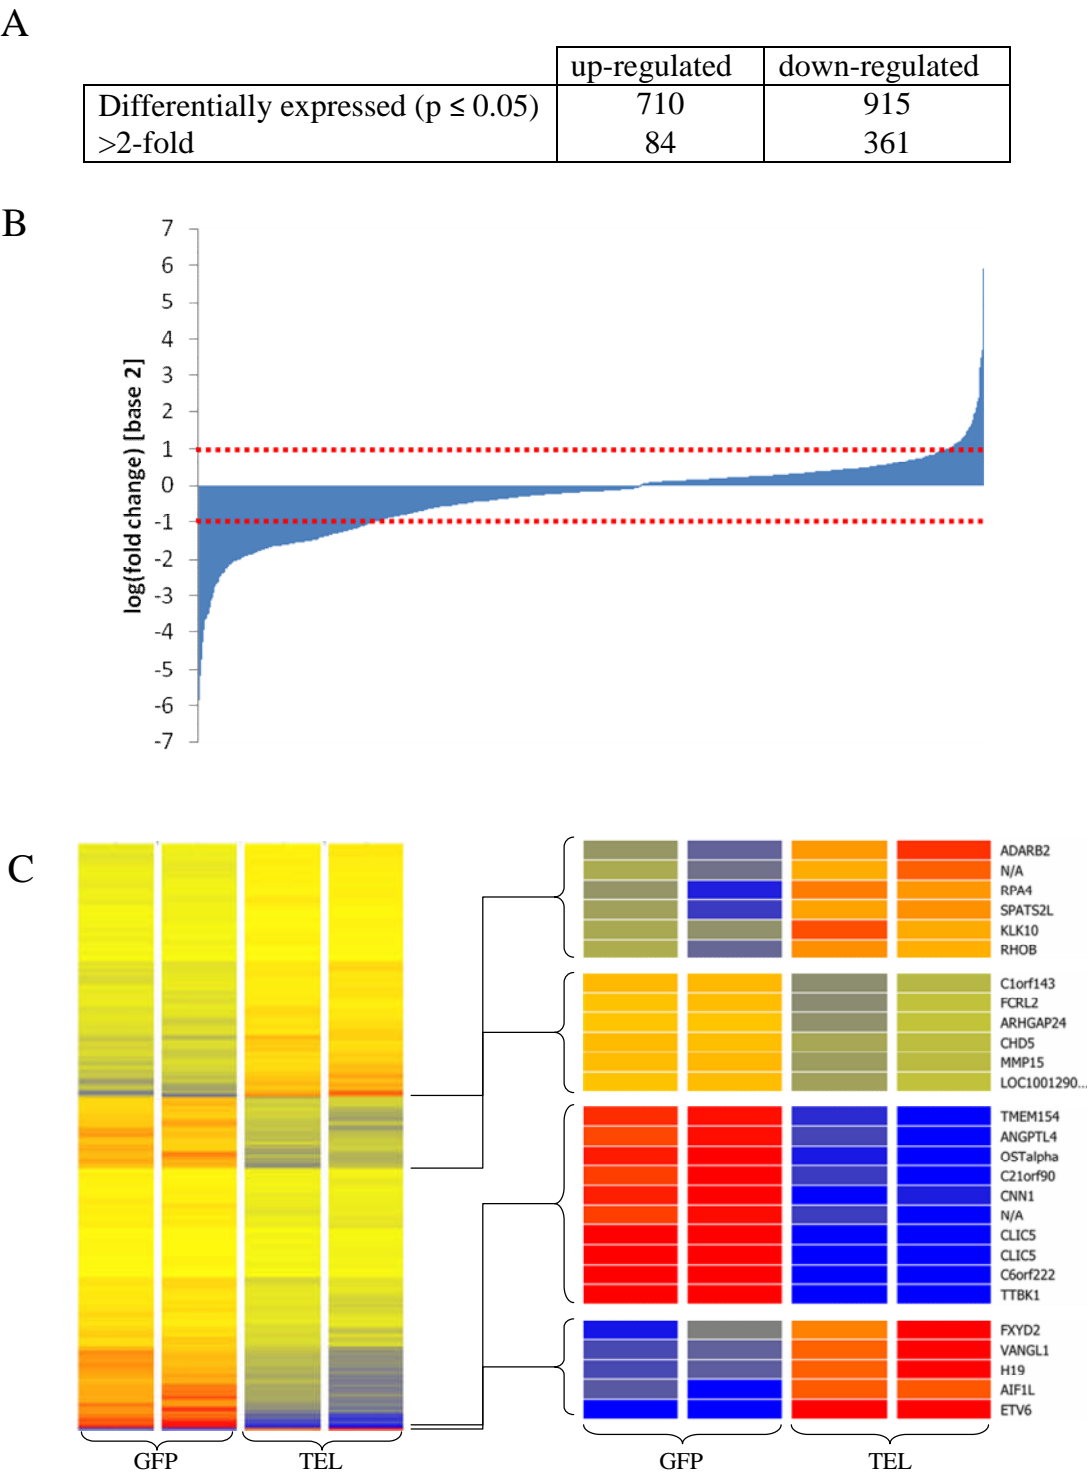 A
up-regulated down-regulated
Differentially expressed (p ≤ 0.05) 710 915
>2-fold 84 361
B
log(fold change) [base 2]
7
6
5
4
3
2
1
0
-1
-2
-3
-4
-5
-6
-7
C
GFP TEL
ADARB2
N/A
RPA4
SPATS2L
KLK10
RHOB
C1orf143
FCRL2
ARHGAP24
CHD5
MMP15
LOC1001290...
TMEM154
ANGPTL4
OSTalpha
C21orf90
CNN1
N/A
CLIC5
CLIC5
C6orf222
TTBK1
FXYD2
VANGL1
H19
AIF1L
ETV6
GFP TEL